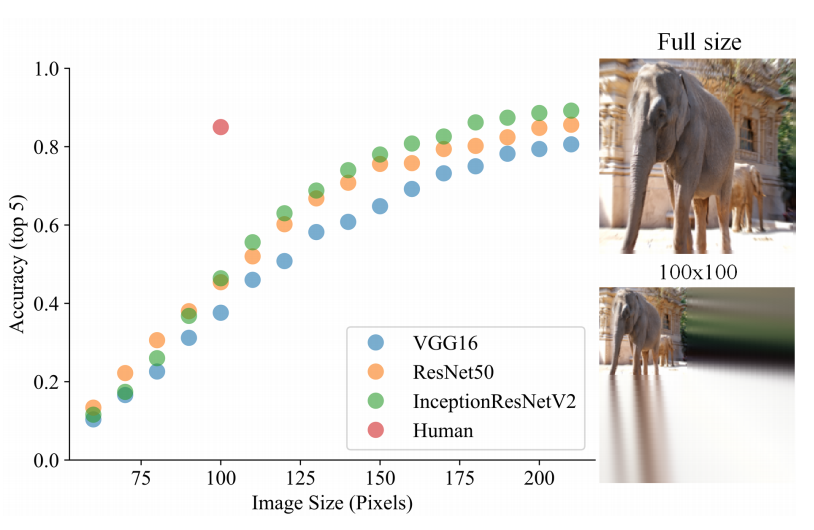 Full size
1.0
0.8
0.6
0.4
0.2
0.0
Accuracy (top 5)
75 100 125 150 175 200
Image Size (Pixels)
VGG16
ResNet50
InceptionResNetV2
Human
100x100